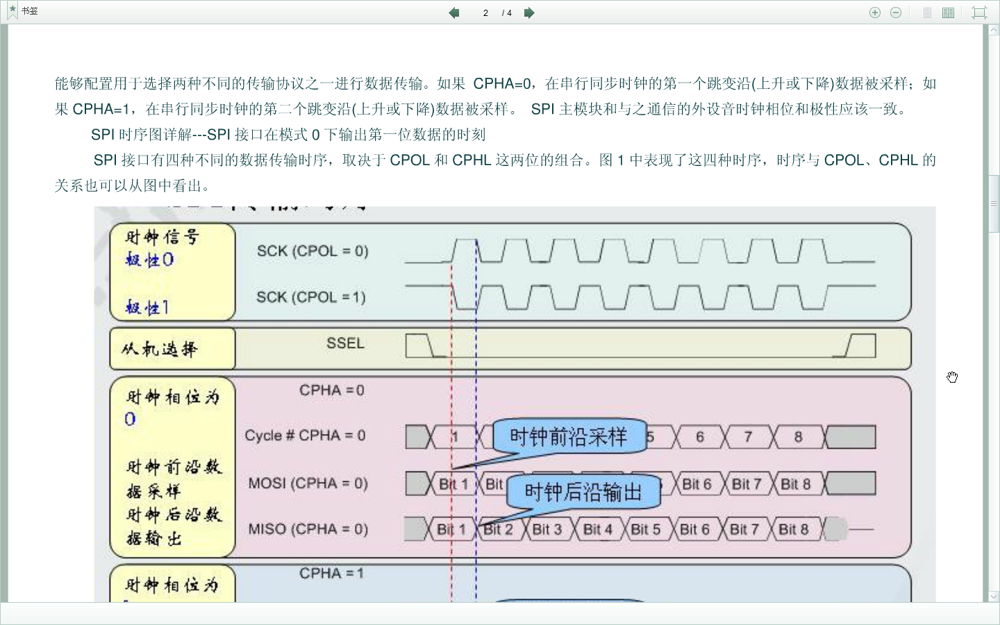 书签
2 / 4
能够配置用于选择两种不同的传输协议之一进行数据传输。如果 CPHA=0，在串行同步时钟的第一个跳变沿(上升或下降)数据被采样；如
果 CPHA=1，在串行同步时钟的第二个跳变沿(上升或下降)数据被采样。 SPI 主模块和与之通信的外设音时钟相位和极性应该一致。
SPI 时序图详解---SPI 接口在模式 0 下输出第一位数据的时刻
SPI 接口有四种不同的数据传输时序，取决于 CPOL 和 CPHL 这两位的组合。图 1 中表现了这四种时序，时序与 CPOL、CPHL 的
关系也可以从图中看出。
时钟信号
极性0
SCK (CPOL = 0)
极性1
SCK (CPOL = 1)
从机选择
SSEL
时钟相位为
0
CPHA = 0
Cycle # CPHA = 0
1
时钟前沿采样
5
6
7
8
时钟前沿数
据采样
MOSI (CPHA = 0)
Bit 1
Bit
时钟后沿输出
Bit 6
Bit 7
Bit 8
时钟后沿数
据输出
MISO (CPHA = 0)
Bit 1
Bit 2
Bit 3
Bit 4
Bit 5
Bit 6
Bit 7
Bit 8
时钟相位为
CPHA = 1